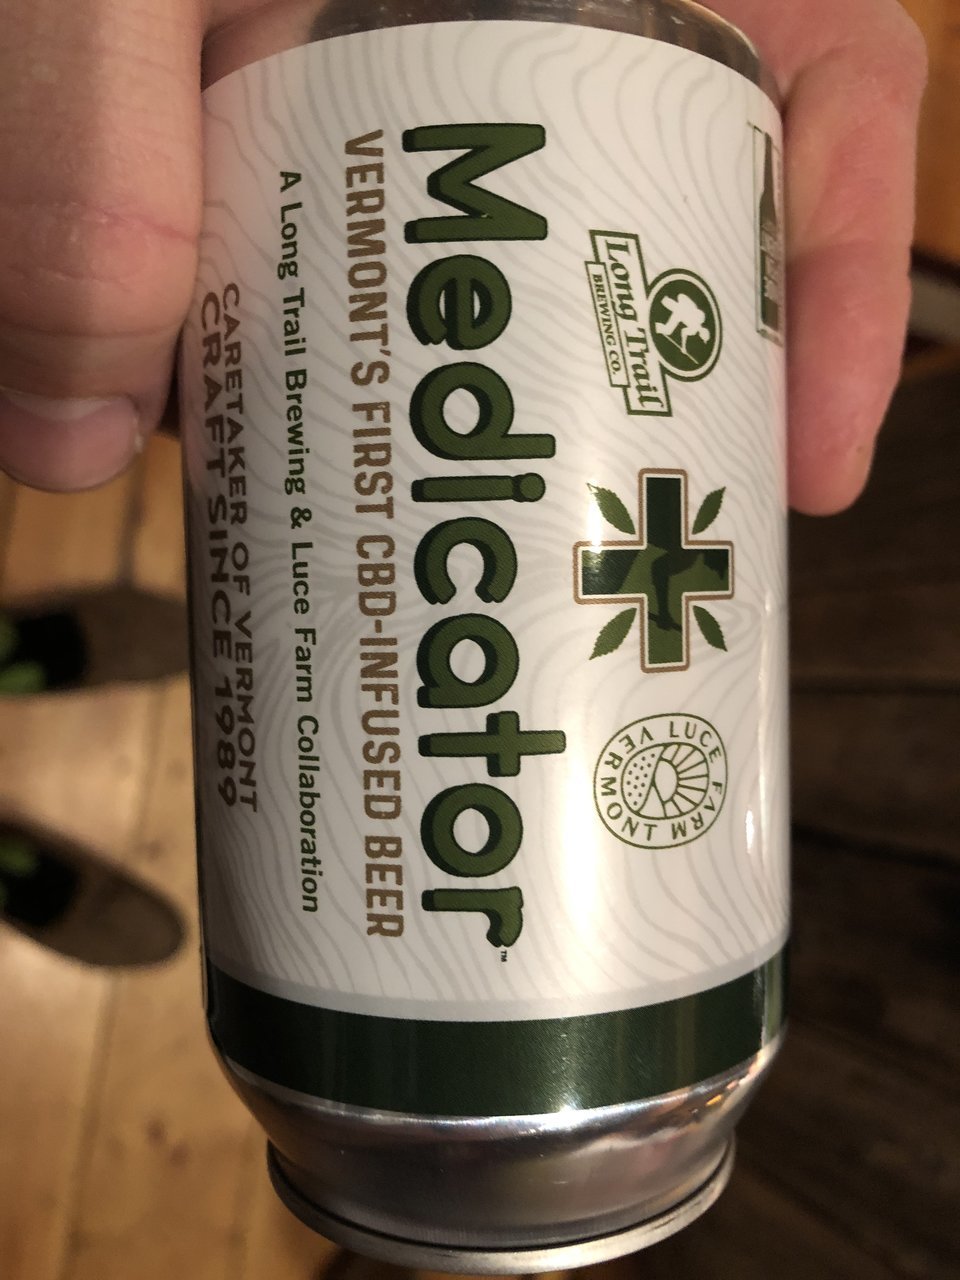 Long Trail
BREWING CO.
LUCE FARM
VERMONT
Medicator™
VERMONT'S FIRST CBD-INFUSED BEER
A Long Trail Brewing & Luce Farm Collaboration
CARETAKER OF VERMONT
CRAFT SINCE 1989